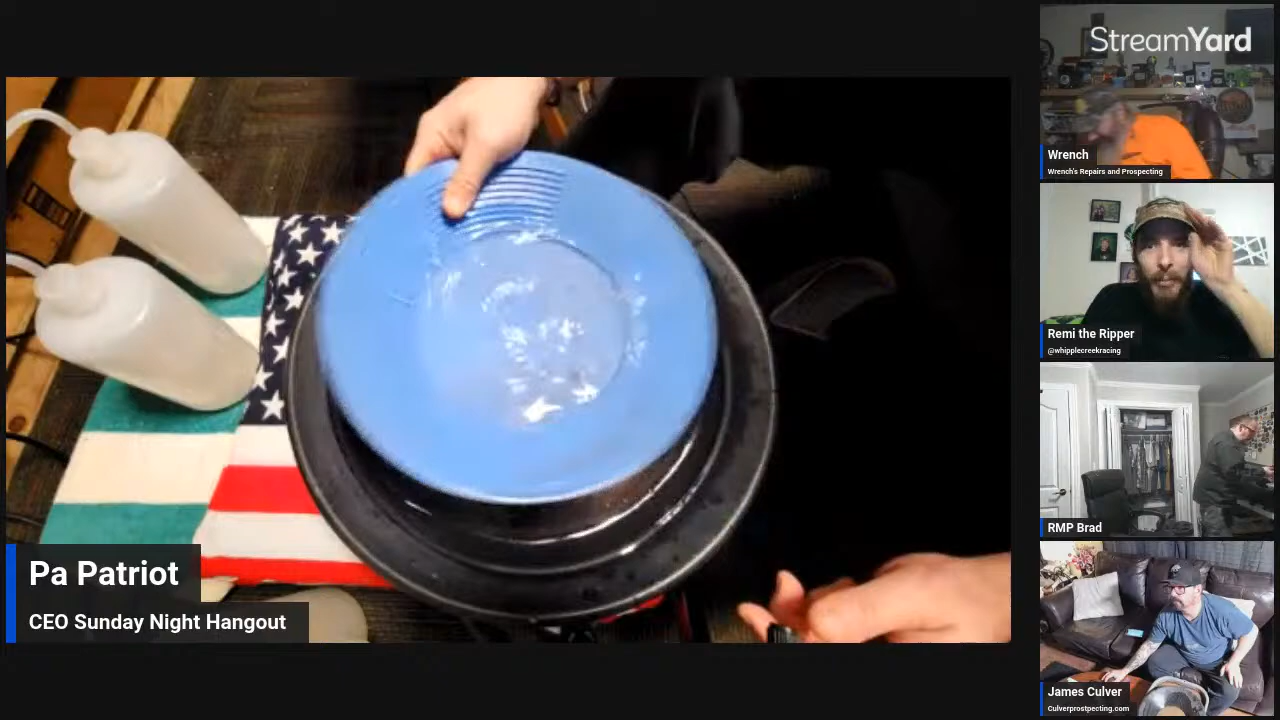 Pa Patriot
CEO Sunday Night Hangout
StreamYard
Wrench
Wrench's Repairs and Prospecting
Remi the Ripper
@whipplecreekracing
RMP Brad
James Culver
Culverprostpecting.com